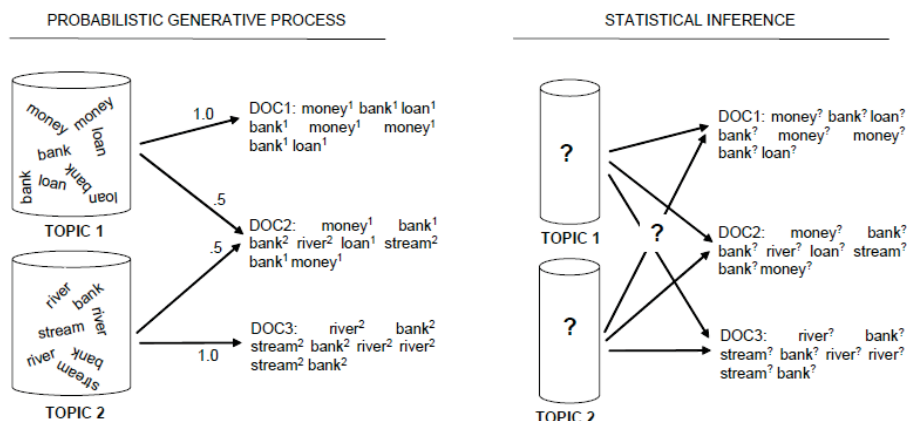 PROBABILISTIC GENERATIVE PROCESS
money
money
loan
bank
bank
loan
bank
loan
TOPIC 1
river
bank
river
stream
river
bank
stream
TOPIC 2
1.0
.5
.5
1.0
DOC1: money¹ bank¹ loan¹
bank¹ money¹ money¹
bank¹ loan¹
DOC2: money¹ bank¹
bank² river² loan¹ stream²
bank¹ money¹
DOC3: river² bank²
stream² bank² river² river²
stream² bank²
STATISTICAL INFERENCE
?
TOPIC 1
?
TOPIC 2
?
DOC1: money? bank? loan?
bank? money? money?
bank? loan?
DOC2: money? bank?
bank? river? loan? stream?
bank? money?
DOC3: river? bank?
stream? bank? river? river?
stream? bank?